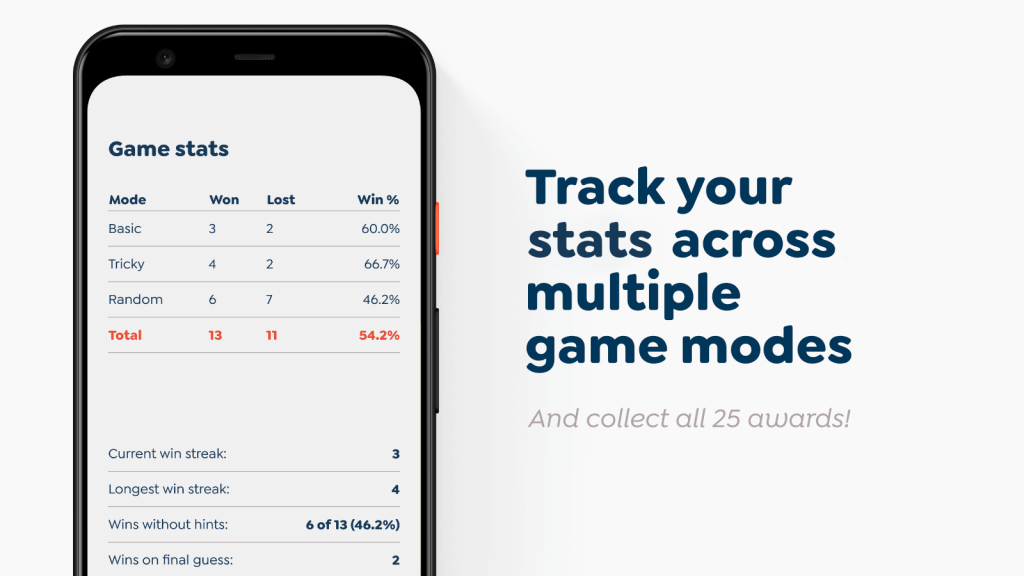 Game stats
Mode Won Lost Win %
Basic 3 2 60.0%
Tricky 4 2 66.7%
Random 6 7 46.2%
Total 13 11 54.2%
Current win streak: 3
Longest win streak: 4
Wins without hints: 6 of 13 (46.2%)
Wins on final guess: 2
Track your
stats across
multiple
game modes
And collect all 25 awards!